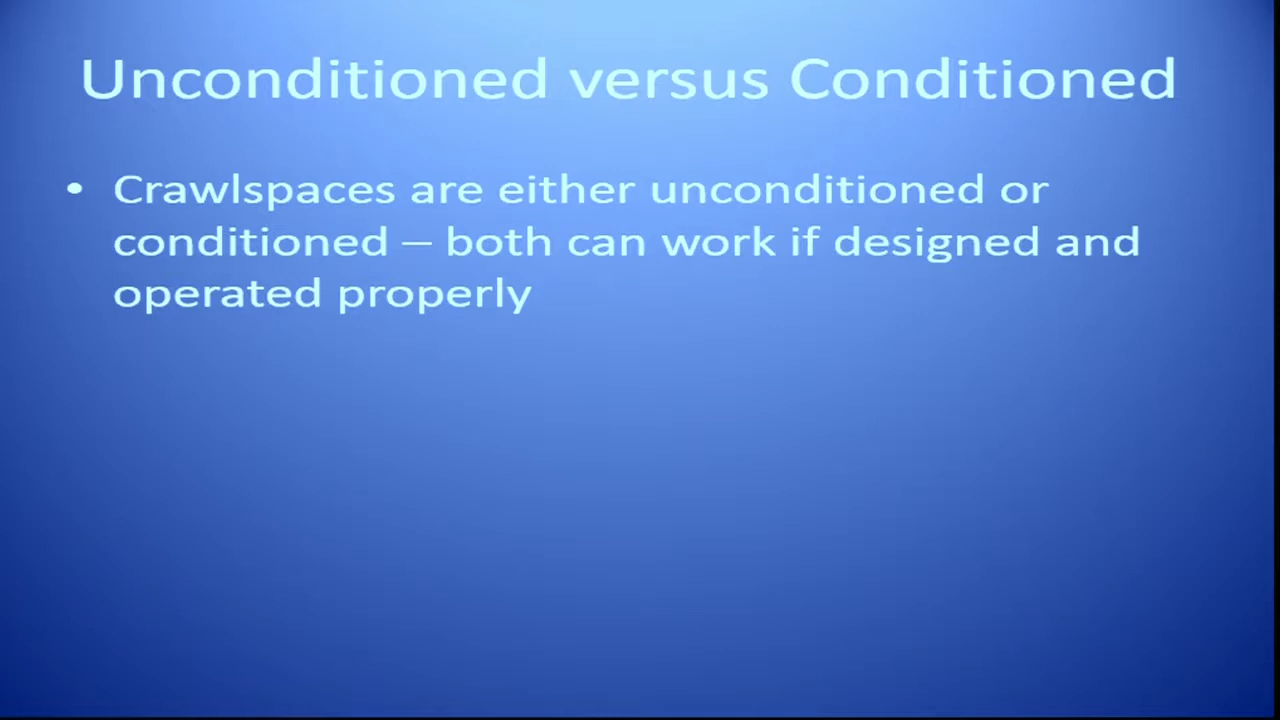 Unconditioned versus Conditioned
• Crawlspaces are either unconditioned or
conditioned – both can work if designed and
operated properly